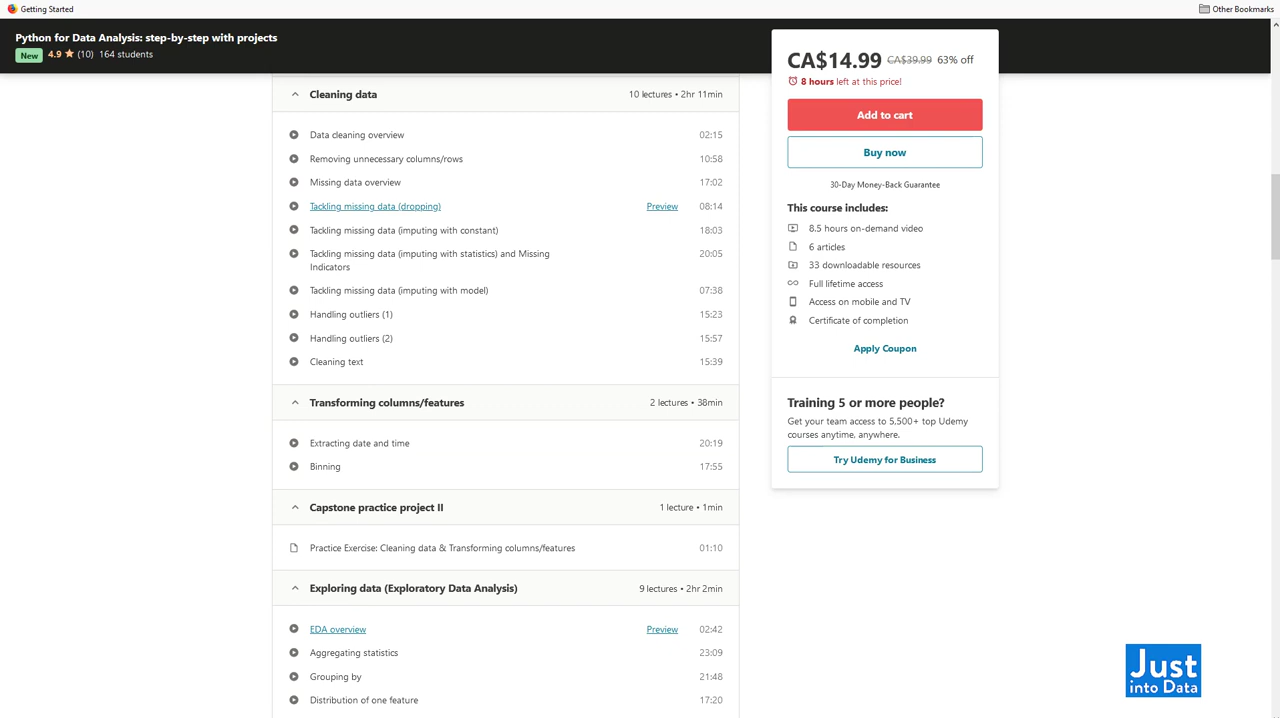 Getting Started
Other Bookmarks
Python for Data Analysis: step-by-step with projects
New 4.9 (10) 164 students
Cleaning data 10 lectures • 2hr 11min
Data cleaning overview 02:15
Removing unnecessary columns/rows 10:58
Missing data overview 17:02
Tackling missing data (dropping) Preview 08:14
Tackling missing data (imputing with constant) 18:03
Tackling missing data (imputing with statistics) and Missing 20:05
Indicators
Tackling missing data (imputing with model) 07:38
Handling outliers (1) 15:23
Handling outliers (2) 15:57
Cleaning text 15:39
Transforming columns/features 2 lectures • 38min
Extracting date and time 20:19
Binning 17:55
Capstone practice project II 1 lecture • 1min
Practice Exercise: Cleaning data & Transforming columns/features 01:10
Exploring data (Exploratory Data Analysis) 9 lectures • 2hr 2min
EDA overview Preview 02:42
Aggregating statistics 23:09
Grouping by 21:48
Distribution of one feature 17:20
CA$14.99 CA$39.99 63% off
8 hours left at this price!
Add to cart
Buy now
30-Day Money-Back Guarantee
This course includes:
8.5 hours on-demand video
6 articles
33 downloadable resources
Full lifetime access
Access on mobile and TV
Certificate of completion
Apply Coupon
Training 5 or more people?
Get your team access to 5,500+ top Udemy
courses anytime, anywhere.
Try Udemy for Business
Just
into Data